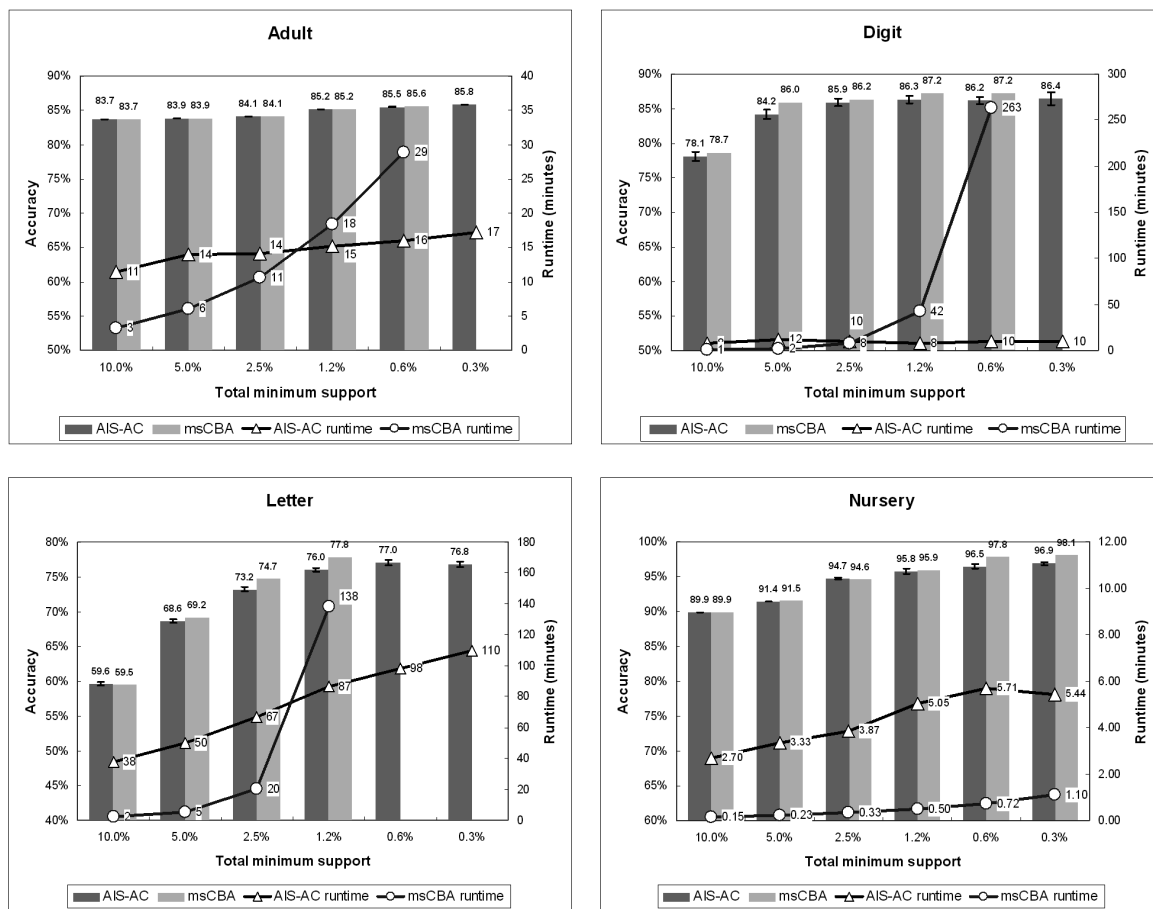 Adult
90%
85%
80%
75%
70%
65%
60%
55%
50%
Accuracy
83.7 83.7 83.9 83.9 84.1 84.1 85.2 85.2 85.5 85.6 85.8
11 14 14 15 16 17
3 6 11 18 29
40
35
30
25
20
15
10
5
0
Runtime (minutes)
10.0% 5.0% 2.5% 1.2% 0.6% 0.3%
Total minimum support
AIS-AC msCBA AIS-AC runtime msCBA runtime
Digit
90%
85%
80%
75%
70%
65%
60%
55%
50%
Accuracy
78.1 78.7 84.2 86.0 85.9 86.2 86.3 87.2 86.2 87.2 86.4
12 10 8 10 10
1 2 8 42 263
300
250
200
150
100
50
0
Runtime (minutes)
10.0% 5.0% 2.5% 1.2% 0.6% 0.3%
Total minimum support
AIS-AC msCBA AIS-AC runtime msCBA runtime
Letter
80%
75%
70%
65%
60%
55%
50%
45%
40%
Accuracy
59.6 59.5 68.6 69.2 73.2 74.7 76.0 77.8 77.0 76.8
38 50 67 87 98 110
2 5 20 138
180
160
140
120
100
80
60
40
20
0
Runtime (minutes)
10.0% 5.0% 2.5% 1.2% 0.6% 0.3%
Total minimum support
AIS-AC msCBA AIS-AC runtime msCBA runtime
Nursery
100%
95%
90%
85%
80%
75%
70%
65%
60%
Accuracy
89.9 89.9 91.4 91.5 94.7 94.6 95.8 95.9 96.5 97.8 96.9 98.1
2.70 3.33 3.87 5.05 5.71 5.44
0.15 0.23 0.33 0.50 0.72 1.10
12.00
10.00
8.00
6.00
4.00
2.00
0.00
Runtime (minutes)
10.0% 5.0% 2.5% 1.2% 0.6% 0.3%
Total minimum support
AIS-AC msCBA AIS-AC runtime msCBA runtime